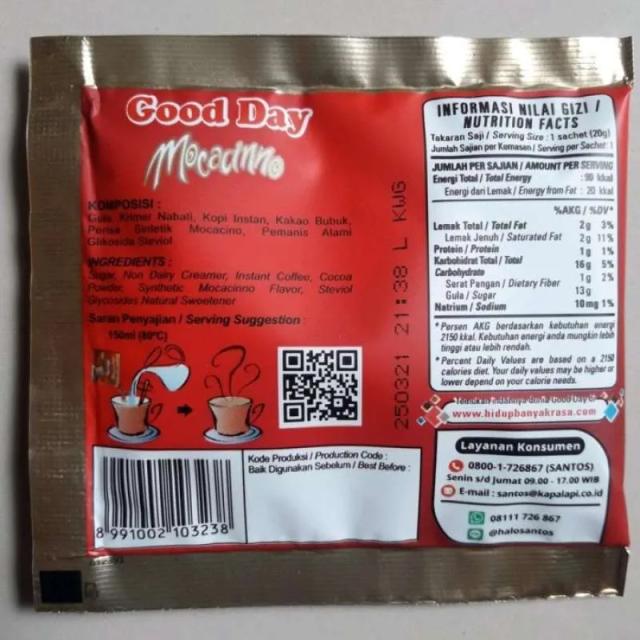 Good Day
Mocacinno
KOMPOSISI :
Gula, Krimer Nabati, Kopi Instan, Kakao Bubuk,
Perisa Sintetik Mocacino, Pemanis Alami
Glikosida Steviol
INGREDIENTS :
Sugar, Non Dairy Creamer, Instant Coffee, Cocoa
Powder, Synthetic Mocacinno Flavor, Steviol
Glycosides Natural Sweetener
Saran Penyajian / Serving Suggestion :
150ml (80°C)
8 991002 103238
Kode Produksi / Production Code :
Baik Digunakan Sebelum / Best Before :
250321 21:38 L KWG
INFORMASI NILAI GIZI /
NUTRITION FACTS
Takaran Saji / Serving Size : 1 sachet (20g)
Jumlah Sajian per Kemasan / Serving per Sachet: 1
JUMLAH PER SAJIAN / AMOUNT PER SERVING
Energi Total / Total Energy : 90 kkal
Energi dari Lemak / Energy from Fat : 20 kkal
%AKG / %DV*
Lemak Total / Total Fat 2g 3%
Lemak Jenuh / Saturated Fat 2g 11%
Protein / Protein 1g 1%
Karbohidrat Total / Total 16g 5%
Carbohydrate
Serat Pangan / Dietary Fiber 1g 2%
Gula / Sugar 13g
Natrium / Sodium 10mg 1%
*Persen AKG berdasarkan kebutuhan energi
2150 kkal. Kebutuhan energi anda mungkin lebih
tinggi atau lebih rendah.
*Percent Daily Values are based on a 2150
calories diet. Your daily values may be higher or
lower depend on your calorie needs.
Good Day di
www.hidupbanyakrasa.com
Layanan Konsumen
0800-1-726867 (SANTOS)
Senin s/d Jumat 09.00 - 17.00 WIB
E-mail : santos@kapalapi.co.id
08111 726 867
@halosantos